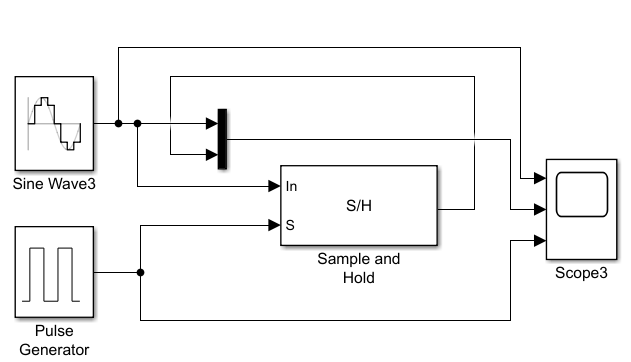 Sine Wave3
In
S/H
S
Sample and
Hold
Scope3
Pulse
Generator